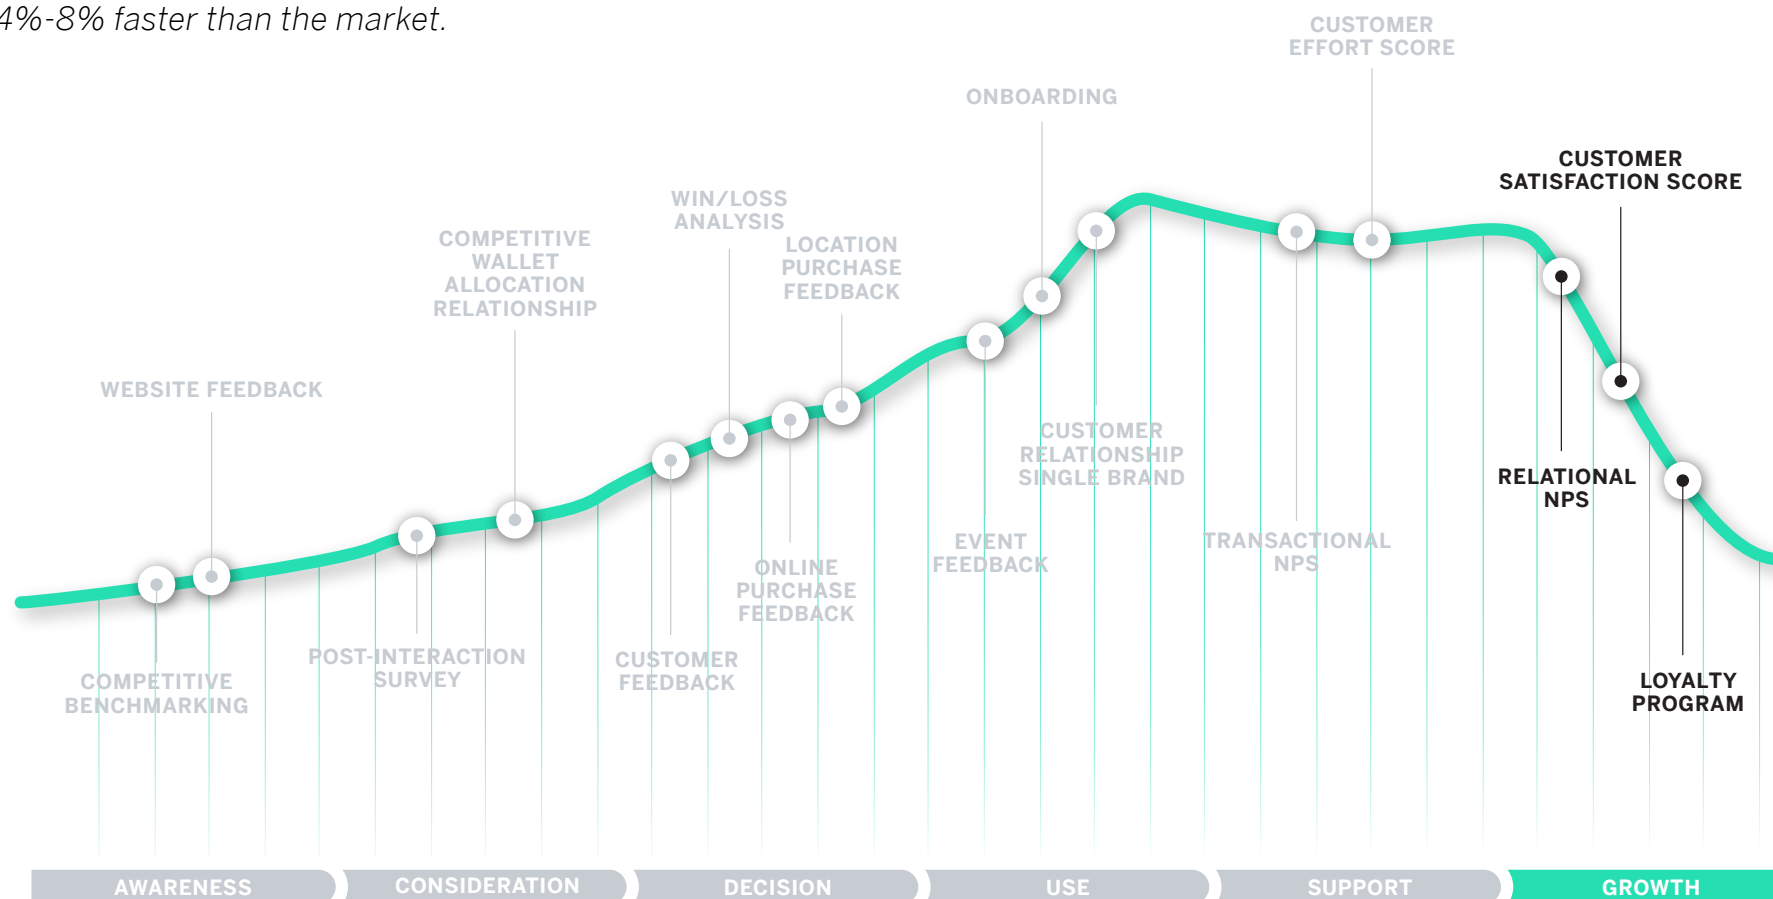 4%-8% faster than the market.
CUSTOMER
EFFORT SCORE
ONBOARDING
CUSTOMER
SATISFACTION SCORE
WIN/LOSS
ANALYSIS
COMPETITIVE
WALLET
ALLOCATION
RELATIONSHIP
LOCATION
PURCHASE
FEEDBACK
WEBSITE FEEDBACK
CUSTOMER
RELATIONSHIP
SINGLE BRAND
RELATIONAL
NPS
EVENT
FEEDBACK
TRANSACTIONAL
NPS
ONLINE
PURCHASE
FEEDBACK
POST-INTERACTION
SURVEY
CUSTOMER
FEEDBACK
COMPETITIVE
BENCHMARKING
LOYALTY
PROGRAM
AWARENESS
CONSIDERATION
DECISION
USE
SUPPORT
GROWTH